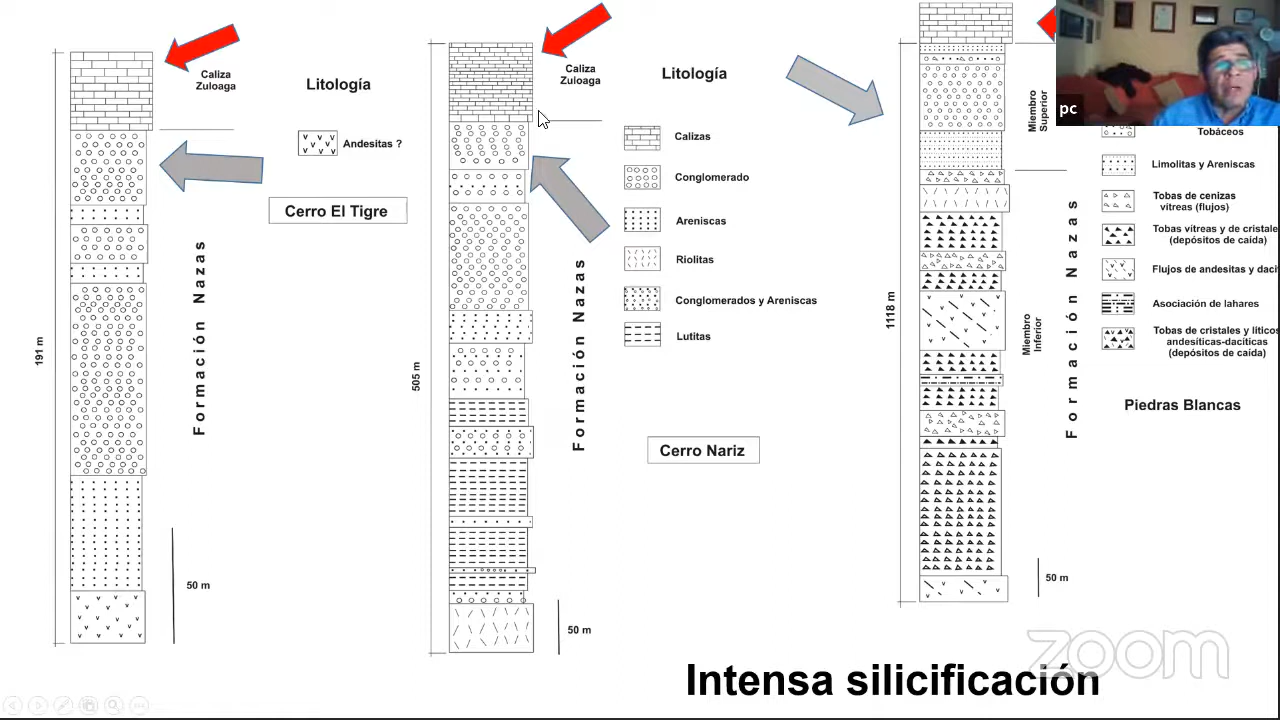 Caliza
Zuloaga
Litología
Andesitas ?
Cerro El Tigre
Formación Nazas
191 m
50 m
Caliza
Zuloaga
Litología
Calizas
Conglomerado
Areniscas
Riolitas
Conglomerados y Areniscas
Lutitas
Formación Nazas
505 m
Cerro Nariz
50 m
Miembro
Superior
Miembro
Inferior
1118 m
Formación Nazas
pc
Tobáceos
Limolitas y Areniscas
Tobas de cenizas
vítreas (flujos)
Tobas vítreas y de cristale
(depósitos de caída)
Flujos de andesitas y daci
Asociación de lahares
Tobas de cristales y lítico
andesíticas-dacíticas
(depósitos de caída)
Piedras Blancas
50 m
zoom
Intensa silicificación